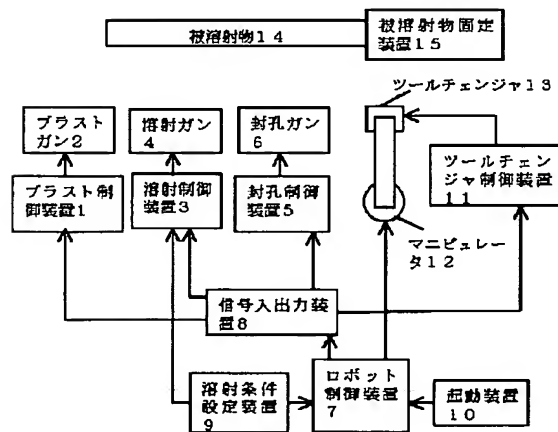 被溶射物14
被溶射物固定
装置15
ツールチェンジャ13
ブラスト
ガン2
溶射ガン
4
封孔ガン
6
ブラスト制
御装置1
溶射制
御装置3
封孔制御
装置5
ツールチェン
ジャ制御装置
11
マニピュレー
タ12
信号入出力装
置8
溶射条件
設定装置
9
ロボット
制御装置
7
起動装置
10